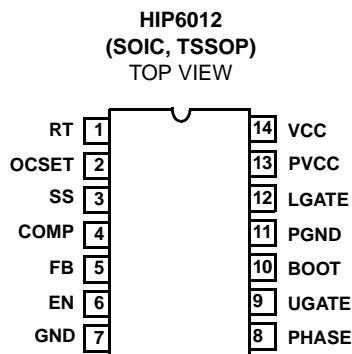 HIP6012
(SOIC, TSSOP)
TOP VIEW
RT 1 14 VCC
OCSET 2 13 PVCC
SS 3 12 LGATE
COMP 4 11 PGND
FB 5 10 BOOT
EN 6 9 UGATE
GND 7 8 PHASE